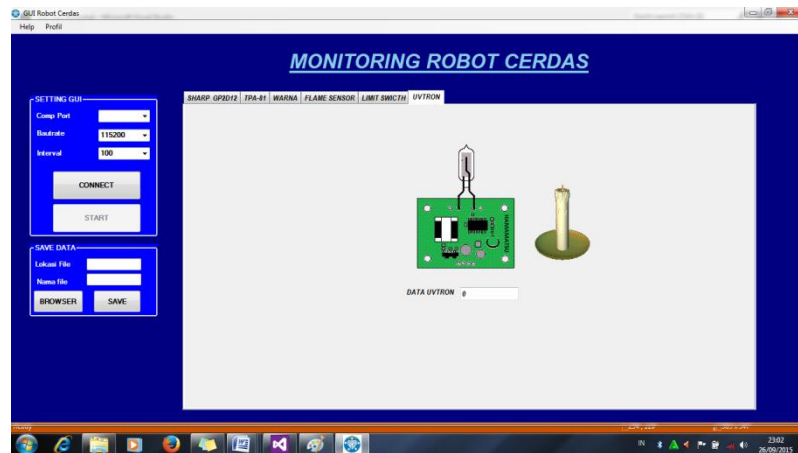 GUI Robot Cerdas
Help Profil
MONITORING ROBOT CERDAS
SETTING GUI
Comp Port
Bautrate 115200
Interval 100
CONNECT
START
SAVE DATA
Lokasi File
Nama file
BROWSER SAVE
SHARP GP2D12 TPA-81 WARNA FLAME SENSOR LIMIT SWICTH UVTRON
HAMAMATSU
DATA UVTRON 0
IN
23:02
26/09/2015